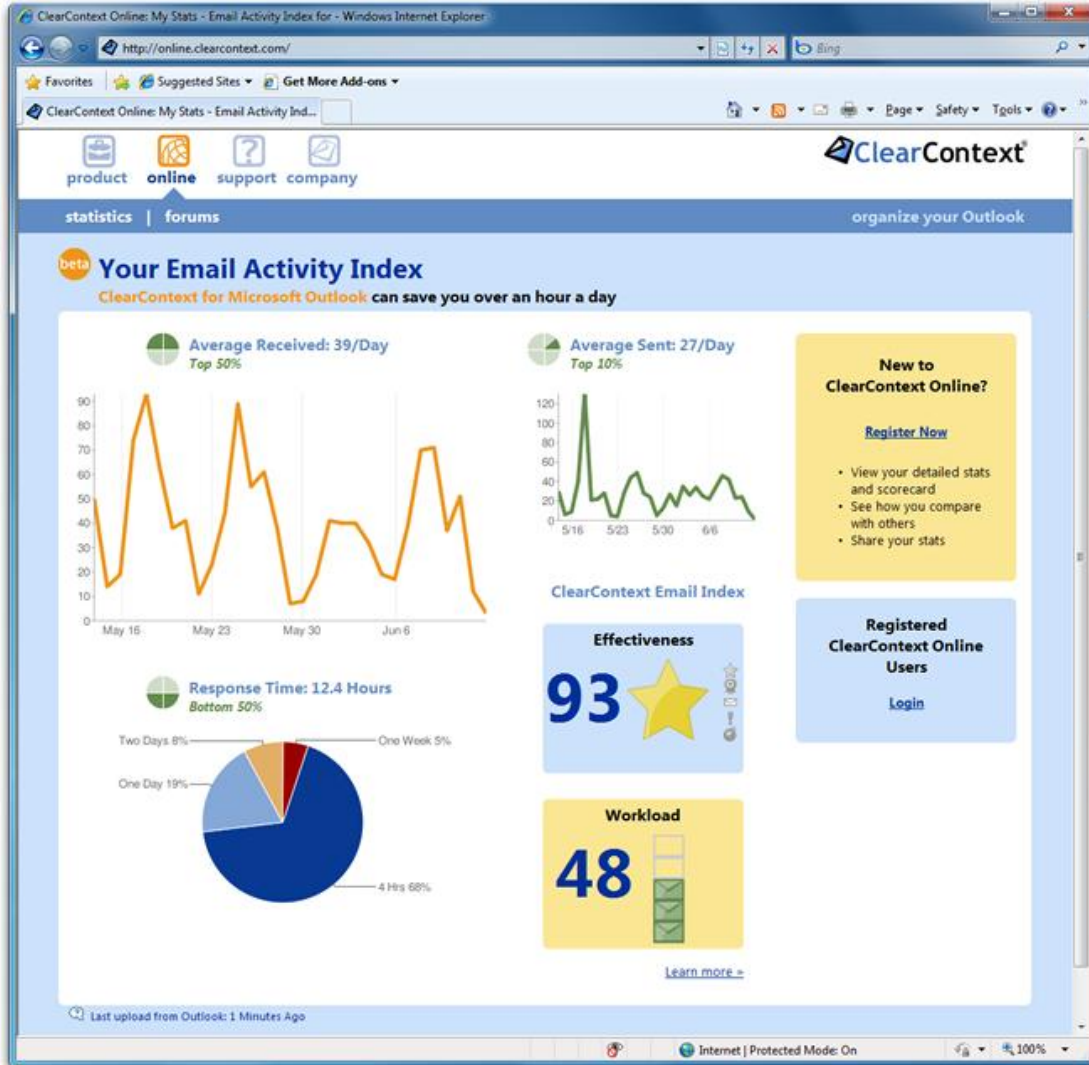 ClearContext Online: My Stats - Email Activity Index for - Windows Internet Explorer
http://online.clearcontext.com/
Bing
Favorites Suggested Sites Get More Add-ons
ClearContext Online: My Stats - Email Activity Ind...
Page Safety Tools
product online support company
ClearContext®
statistics | forums
organize your Outlook
beta Your Email Activity Index
ClearContext for Microsoft Outlook can save you over an hour a day
Average Received: 39/Day
Top 50%
90
80
70
60
50
40
30
20
10
0
May 16 May 23 May 30 Jun 6
Average Sent: 27/Day
Top 10%
120
100
80
60
40
20
0
5/16 5/23 5/30 6/6
New to
ClearContext Online?
Register Now
• View your detailed stats
and scorecard
• See how you compare
with others
• Share your stats
ClearContext Email Index
Effectiveness
93
Registered
ClearContext Online
Users
Login
Response Time: 12.4 Hours
Bottom 50%
Two Days 8%
One Week 5%
One Day 19%
4 Hrs 68%
Workload
48
Learn more »
Last upload from Outlook: 1 Minutes Ago
Internet | Protected Mode: On
100%